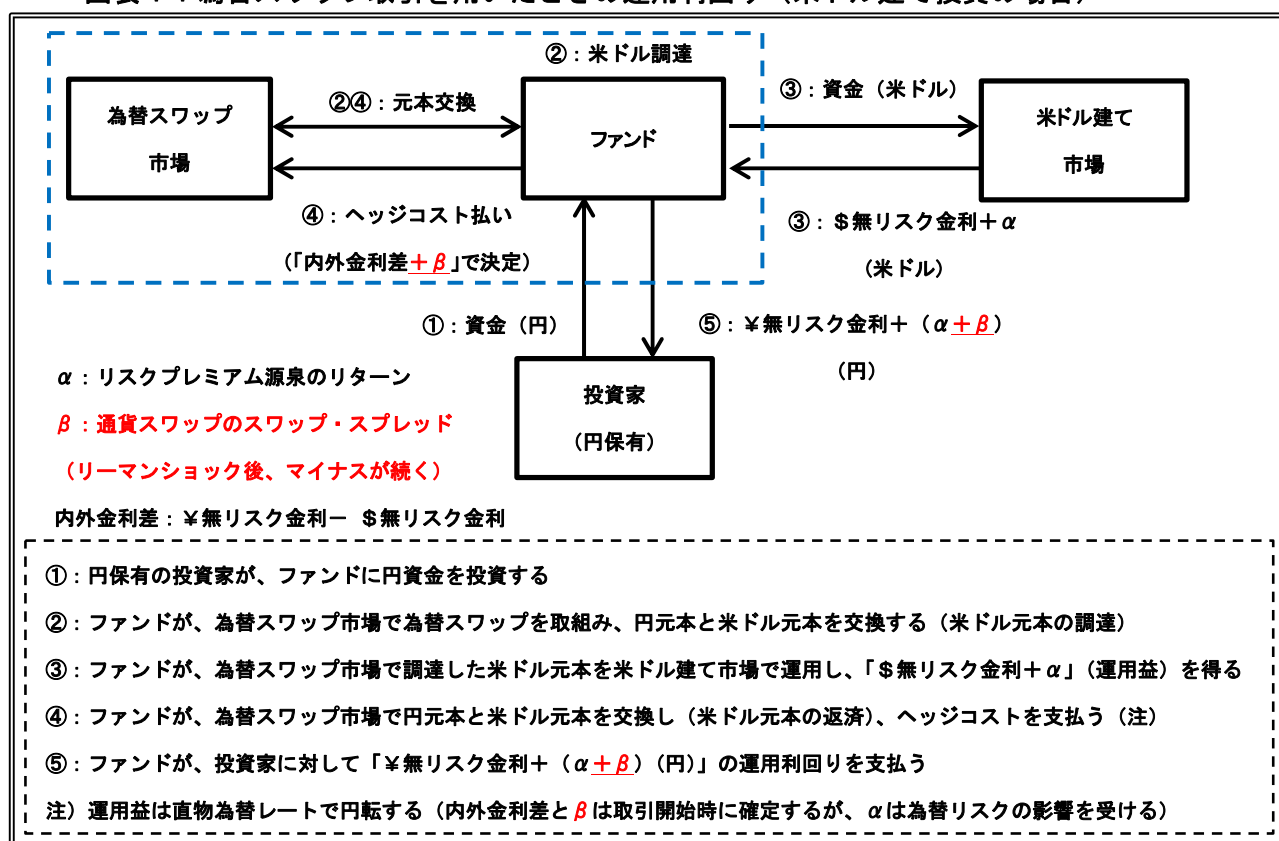 ②：米ドル調達
為替スワップ
市場
②④：元本交換
ファンド
③：資金（米ドル）
米ドル建て
市場
④：ヘッジコスト払い
（「内外金利差＋β」で決定）
③：＄無リスク金利＋α
（米ドル）
①：資金（円）
⑤：￥無リスク金利＋（α＋β）
（円）
投資家
（円保有）
α：リスクプレミアム源泉のリターン
β：通貨スワップのスワップ・スプレッド
（リーマンショック後、マイナスが続く）
内外金利差：￥無リスク金利－ ＄無リスク金利
①：円保有の投資家が、ファンドに円資金を投資する
②：ファンドが、為替スワップ市場で為替スワップを取組み、円元本と米ドル元本を交換する（米ドル元本の調達）
③：ファンドが、為替スワップ市場で調達した米ドル元本を米ドル建て市場で運用し、「＄無リスク金利＋α」（運用益）を得る
④：ファンドが、為替スワップ市場で円元本と米ドル元本を交換し（米ドル元本の返済）、ヘッジコストを支払う（注）
⑤：ファンドが、投資家に対して「￥無リスク金利＋（α＋β）（円）」の運用利回りを支払う
注）運用益は直物為替レートで円転する（内外金利差とβは取引開始時に確定するが、αは為替リスクの影響を受ける）